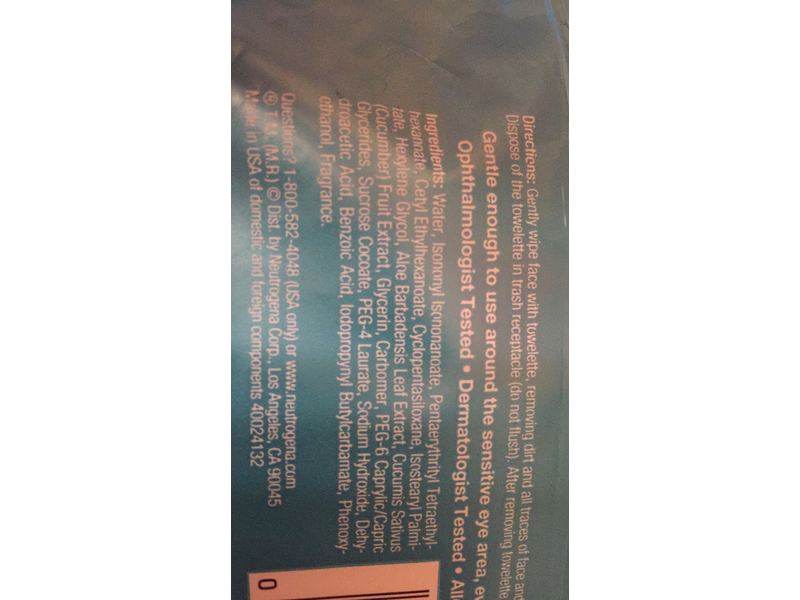 Directions: Gently wipe face with towelette, removing dirt and all traces of face and
Dispose of the towelette in trash receptacle (do not flush). After removing towelette
Gentle enough to use around the sensitive eye area, ev
Ophthalmologist Tested • Dermatologist Tested • All
Ingredients: Water, Isononyl Isononanoate, Pentaerythrityl Tetraethyl-
hexannate, Cetyl Ethylhexanoate, Cyclopentasiloxane, Isostearyl Palmi-
tate, Hexylene Glycol, Aloe Barbadensis Leaf Extract, Cucumis Sativus
(Cucumber) Fruit Extract, Glycerin, Carbomer, PEG-6 Caprylic/Capric
Glycerides, Sucrose Cocoate, PEG-4 Laurate, Sodium Hydroxide, Dehy-
droacetic Acid, Benzoic Acid, Iodopropynyl Butylcarbamate, Phenoxy-
ethanol, Fragrance.
Questions? 1-800-582-4048 (USA only) or www.neutrogena.com
® T.M. (M.R.) © Dist. by Neutrogena Corp., Los Angeles, CA 90045
Made in USA of domestic and foreign components 40024132
0